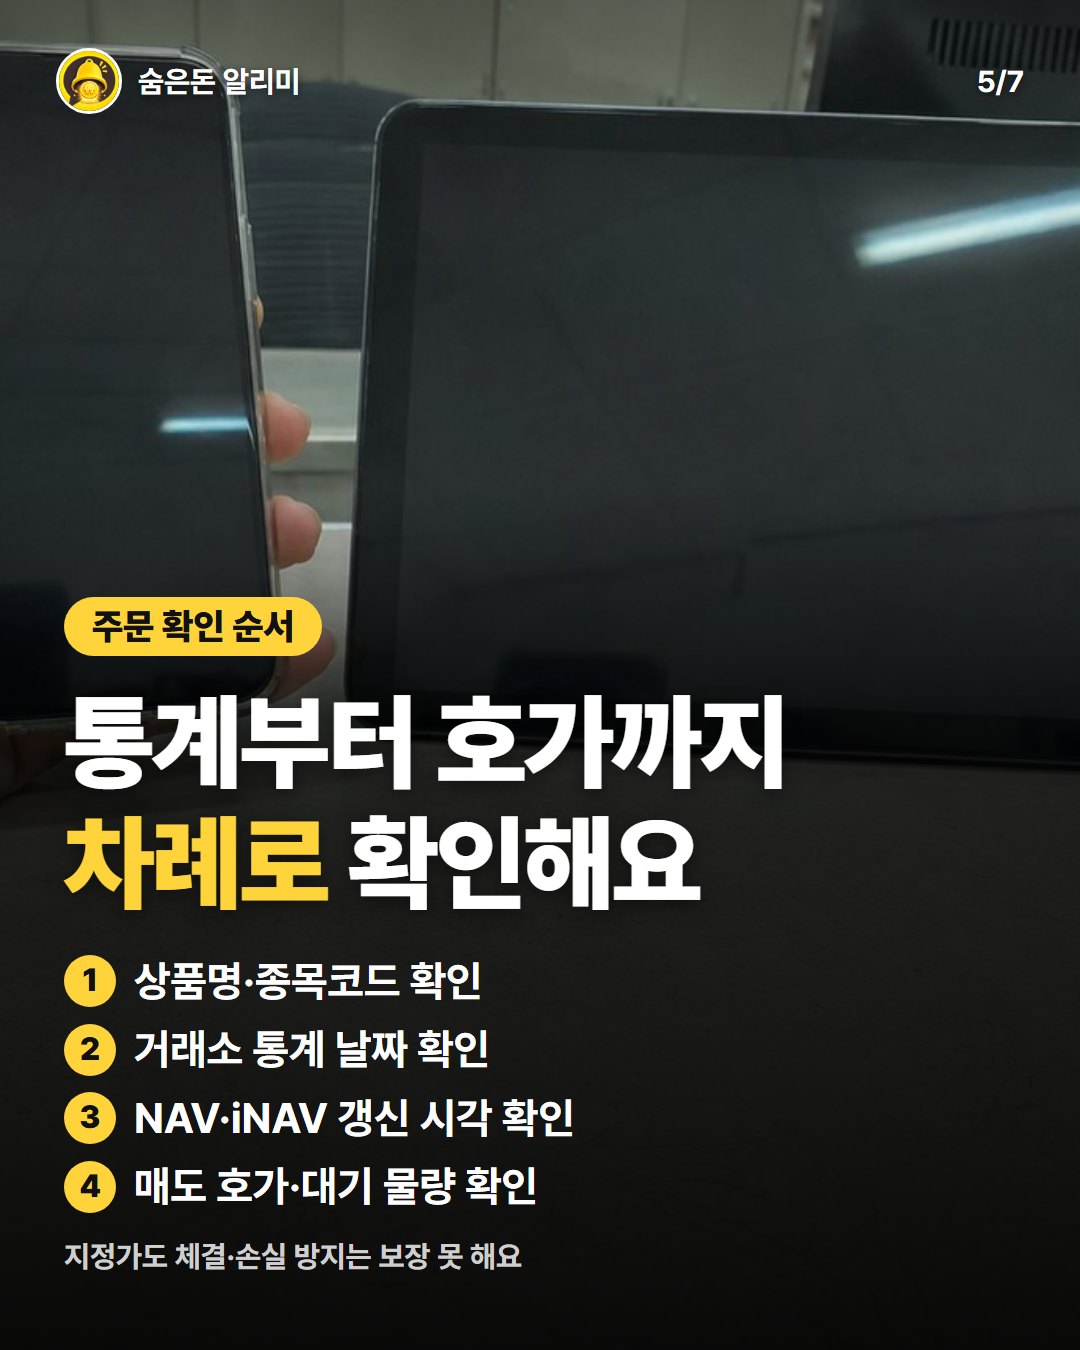 숨은돈 알리미
5/7
주문 확인 순서
통계부터 호가까지
차례로 확인해요
1 상품명·종목코드 확인
2 거래소 통계 날짜 확인
3 NAV·iNAV 갱신 시각 확인
4 매도 호가·대기 물량 확인
지정가도 체결·손실 방지는 보장 못 해요